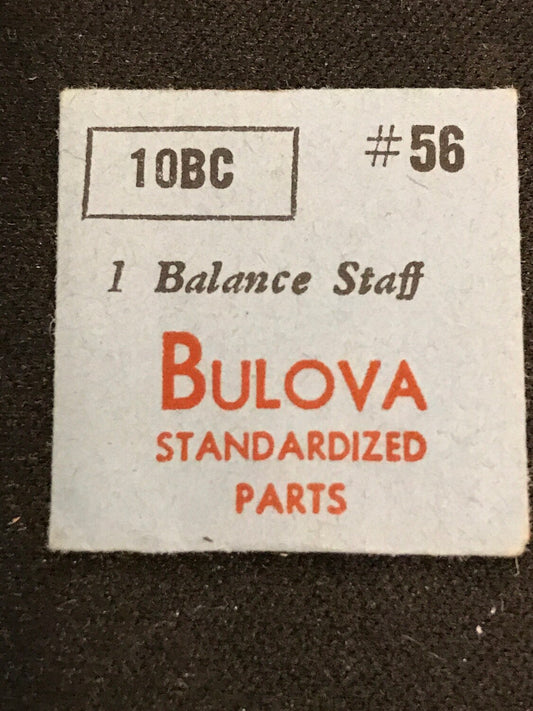 10BC
#56
1 Balance Staff
BULOVA
STANDARDIZED
PARTS